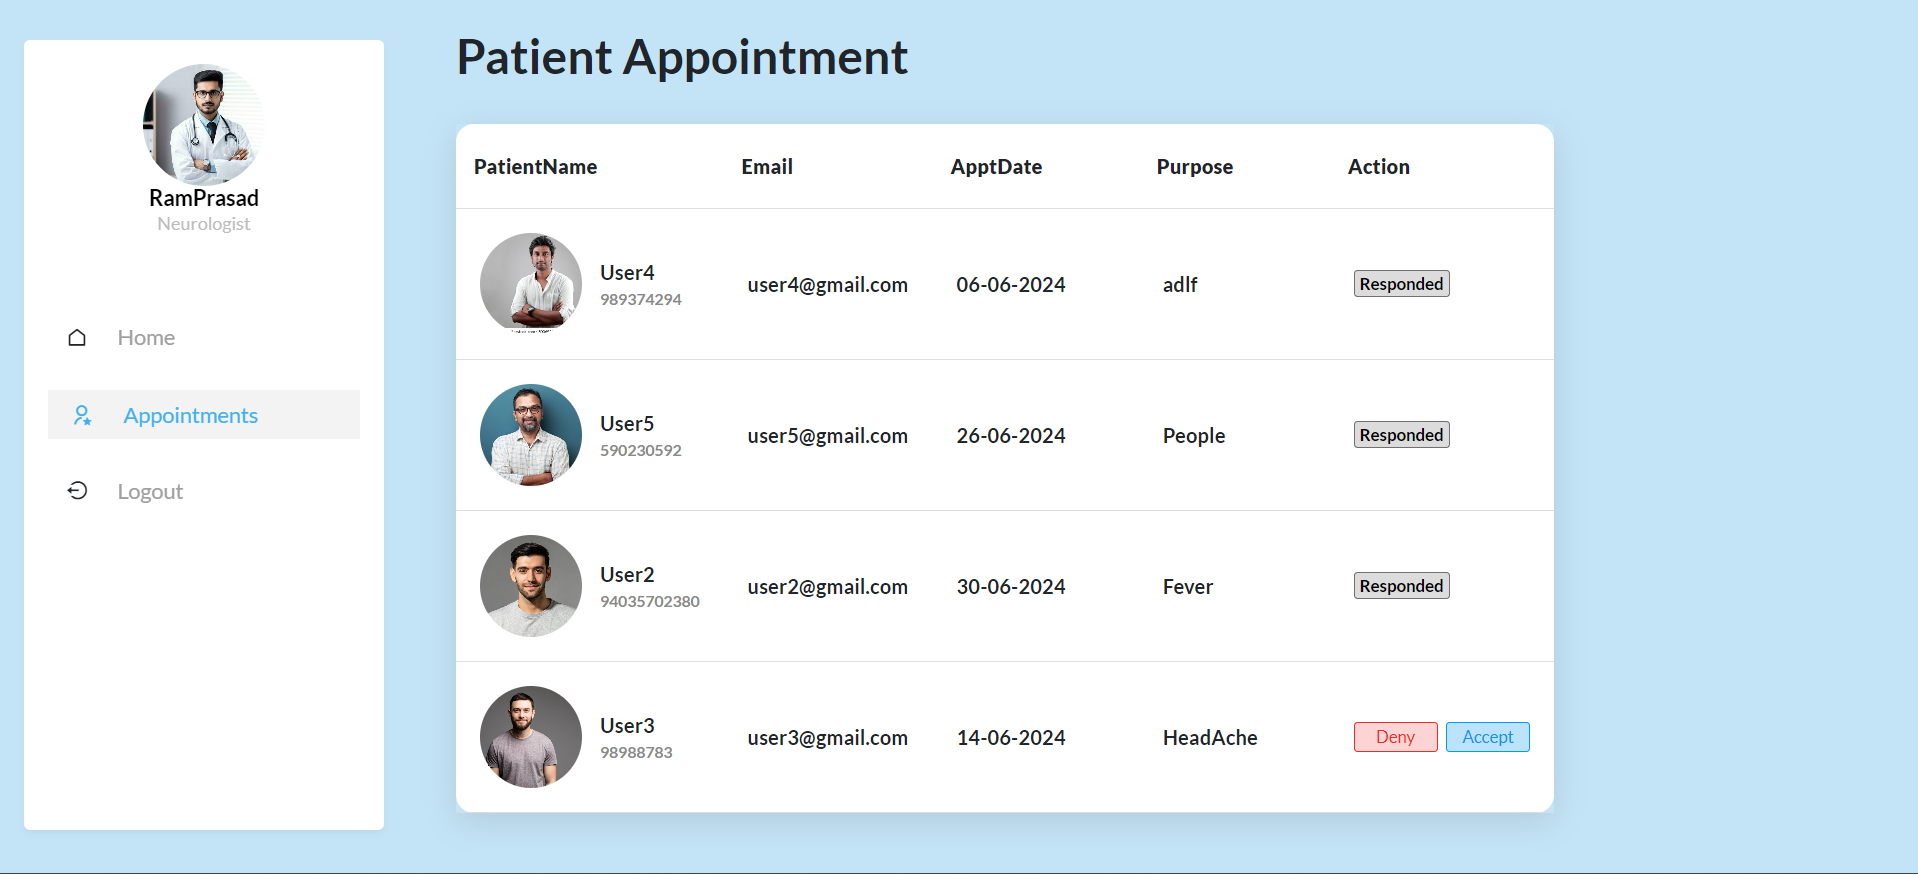 RamPrasad
Neurologist
Home
Appointments
Logout
Patient Appointment
PatientName Email ApptDate Purpose Action
User4
989374294
user4@gmail.com 06-06-2024 adlf Responded
User5
590230592
user5@gmail.com 26-06-2024 People Responded
User2
94035702380
user2@gmail.com 30-06-2024 Fever Responded
User3
98988783
user3@gmail.com 14-06-2024 HeadAche Deny Accept